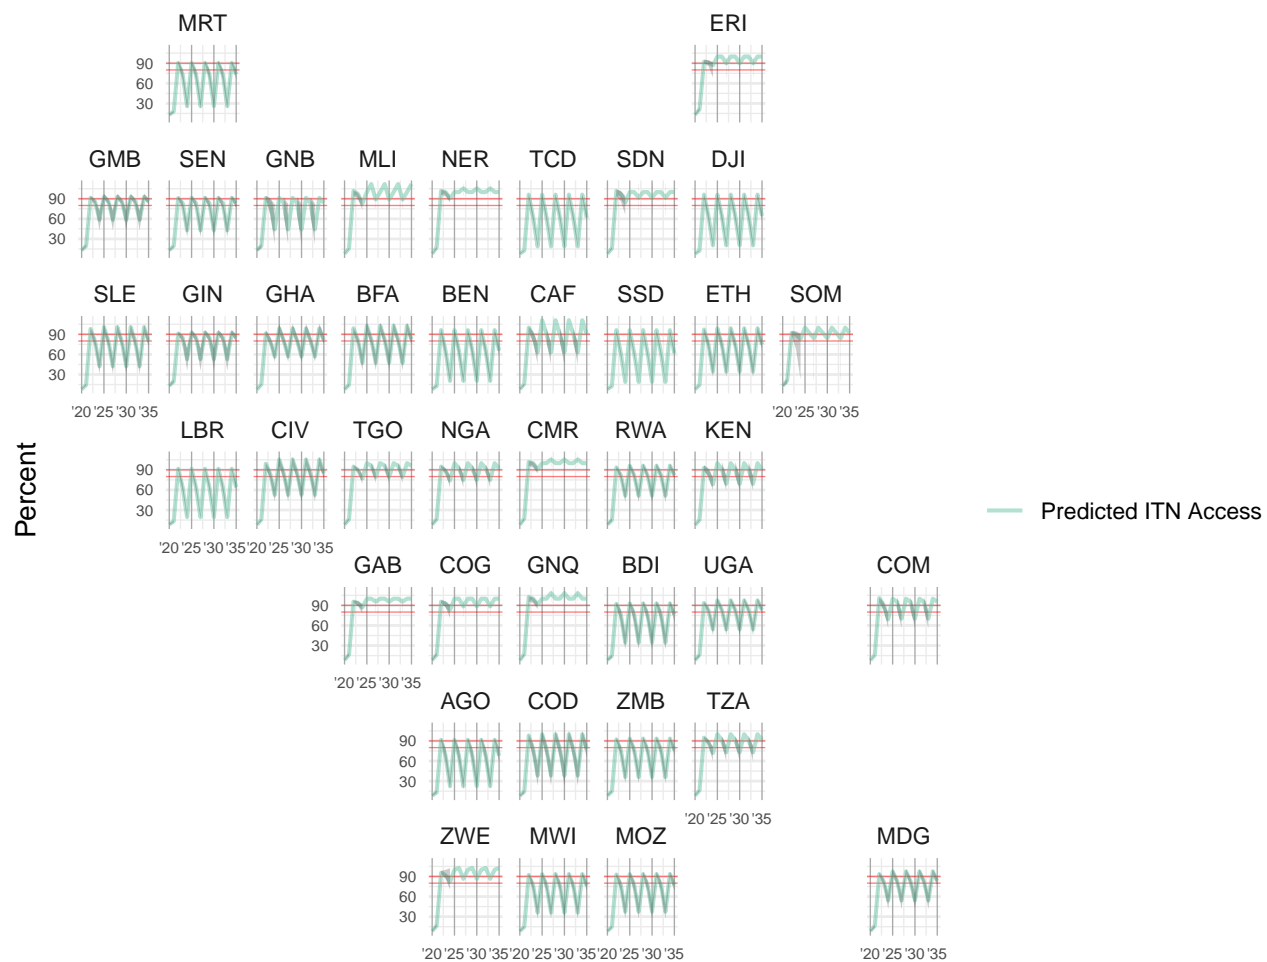 MRT ERI
90
60
30
GMB SEN GNB MLI NER TCD SDN DJI
90
60
30
SLE GIN GHA BFA BEN CAF SSD ETH SOM
90
60
30
'20 '25 '30 '35 '20 '25 '30 '35
LBR CIV TGO NGA CMR RWA KEN
90
60
30
Percent
Predicted ITN Access
'20 '25 '30 '35 '20 '25 '30 '35
GAB COG GNQ BDI UGA COM
90
60
30
'20 '25 '30 '35
AGO COD ZMB TZA
90
60
30
'20 '25 '30 '35
ZWE MWI MOZ MDG
90
60
30
'20 '25 '30 '35 '20 '25 '30 '35 '20 '25 '30 '35 '20 '25 '30 '35